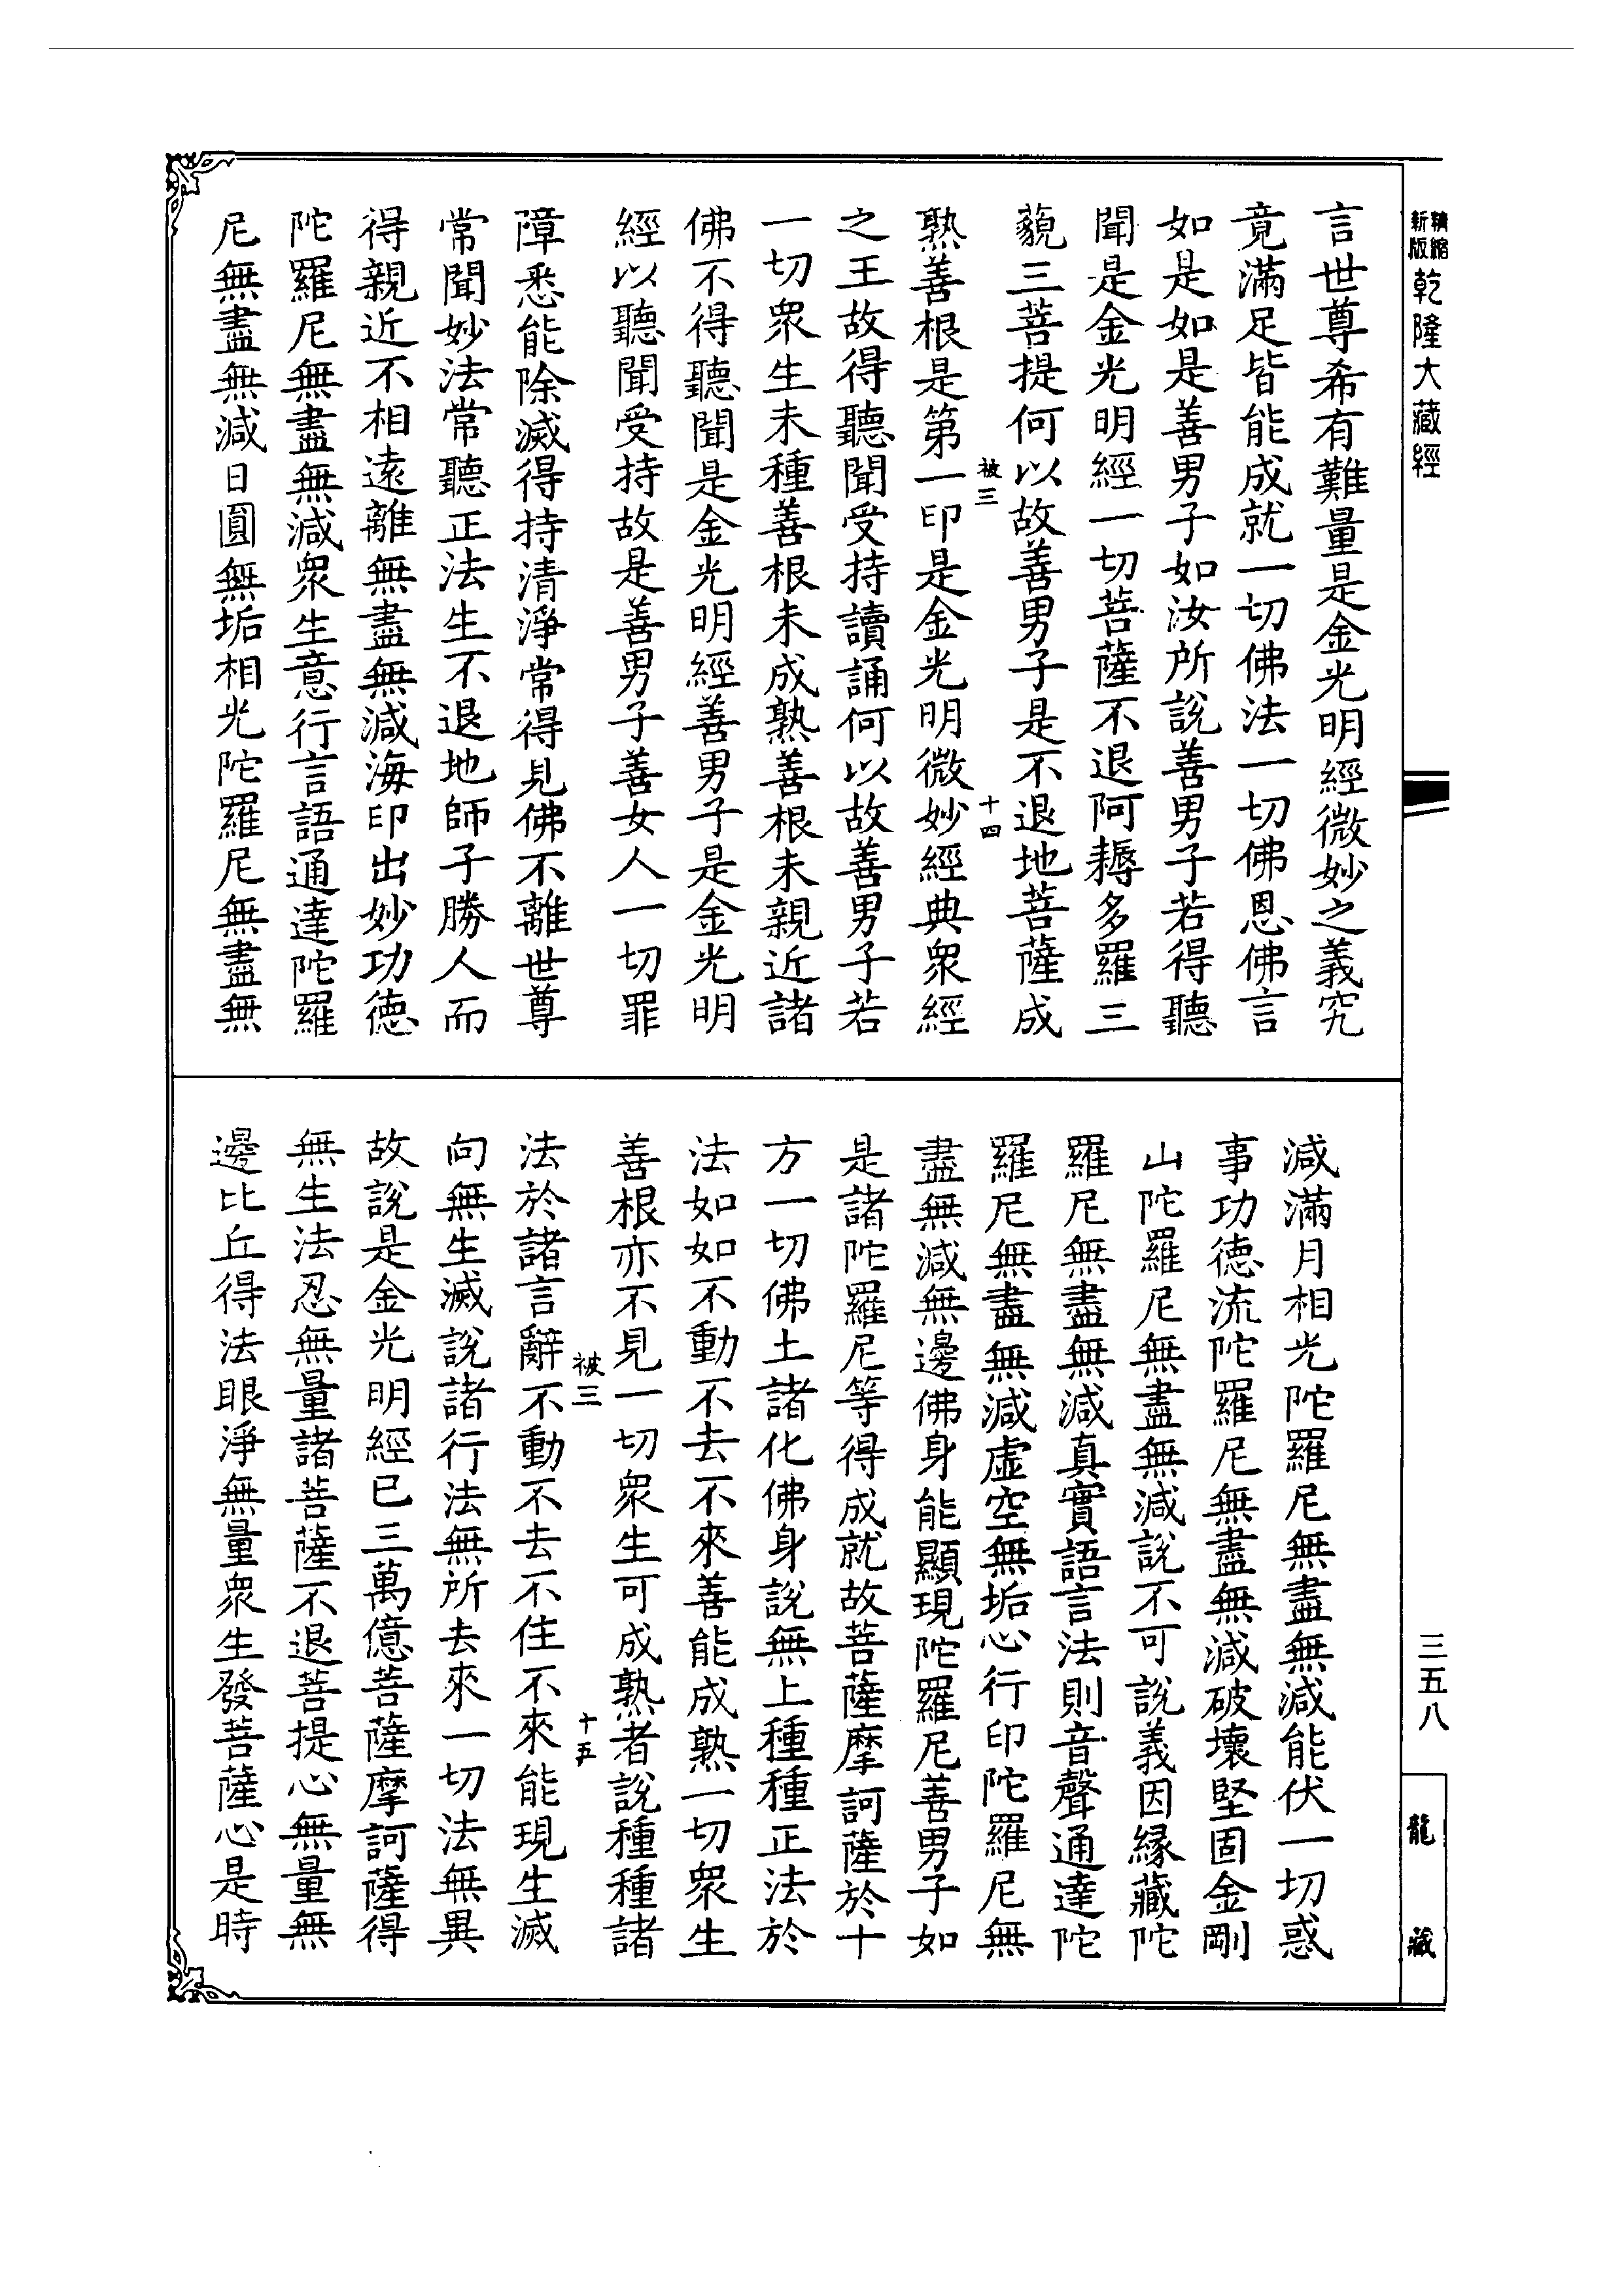 精縮新版乾隆大藏經
言世尊希有難量是金光明經微妙之義究
竟滿足皆能成就一切佛法一切佛恩佛言
如是如是善男子如汝所說善男子若得聽
聞是金光明經一切菩薩不退阿耨多羅三
藐三菩提何以故善男子是不退地菩薩成
被三 十四
熟善根是第一印是金光明微妙經典衆經
之王故得聽聞受持讀誦何以故善男子若
一切衆生未種善根未成熟善根未親近諸
佛不得聽聞是金光明經善男子是金光明
經以聽聞受持故是善男子善女人一切罪
障悉能除滅得持清淨常得見佛不離世尊
常聞妙法常聽正法生不退地師子勝人而
得親近不相遠離無盡無減海印出妙功德
陀羅尼無盡無減衆生意行言語通達陀羅
尼無盡無減日圓無垢相光陀羅尼無盡無
減滿月相光陀羅尼無盡無減能伏一切惑
事功德流陀羅尼無盡無減破壞堅固金剛
山陀羅尼無盡無減說不可說義因緣藏陀
羅尼無盡無減真實語言法則音聲通達陀
羅尼無盡無減虛空無垢心行印陀羅尼無
盡無減無邊佛身能顯現陀羅尼善男子如
是諸陀羅尼等得成就故菩薩摩訶薩於十
方一切佛土諸化佛身說無上種種正法於
法如如不動不去不來善能成熟一切衆生
善根亦不見一切衆生可成熟者說種種諸
被三 十五
法於諸言辭不動不去不住不來能現生滅
向無生滅說諸行法無所去來一切法無異
故說是金光明經已三萬億菩薩摩訶薩得
無生法忍無量諸菩薩不退菩提心無量無
邊比丘得法眼淨無量衆生發菩薩心是時
三五八
龍藏